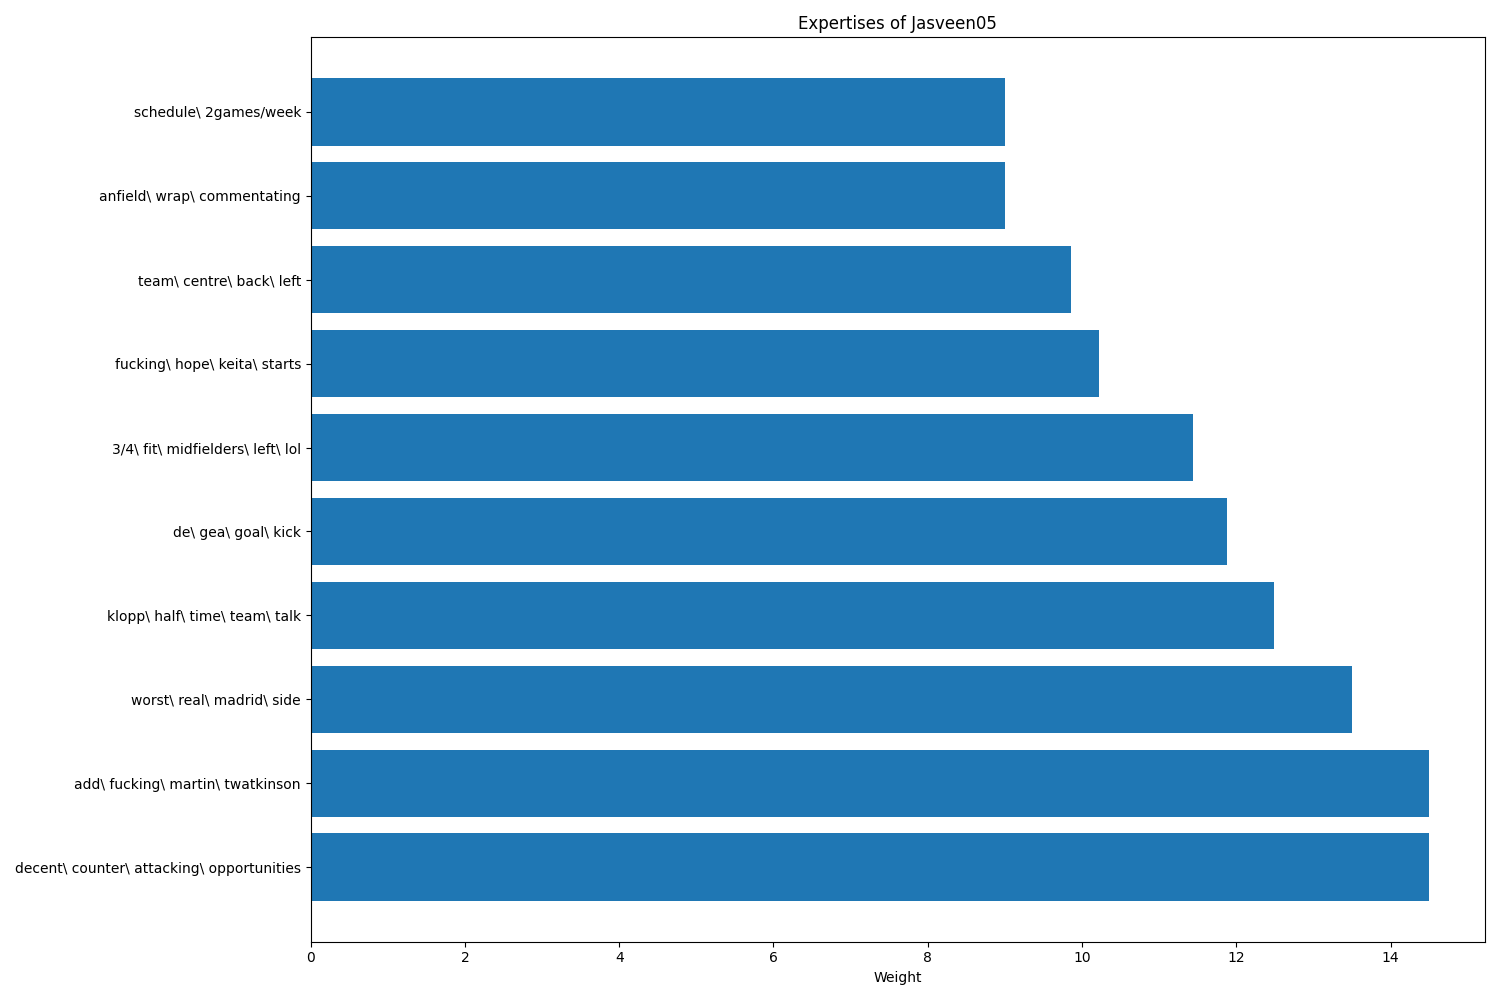 Expertises of Jasveen05
schedule\ 2games/week
anfield\ wrap\ commentating
team\ centre\ back\ left
fucking\ hope\ keita\ starts
3/4\ fit\ midfielders\ left\ lol
de\ gea\ goal\ kick
klopp\ half\ time\ team\ talk
worst\ real\ madrid\ side
add\ fucking\ martin\ twatkinson
decent\ counter\ attacking\ opportunities
0 2 4 6 8 10 12 14
Weight